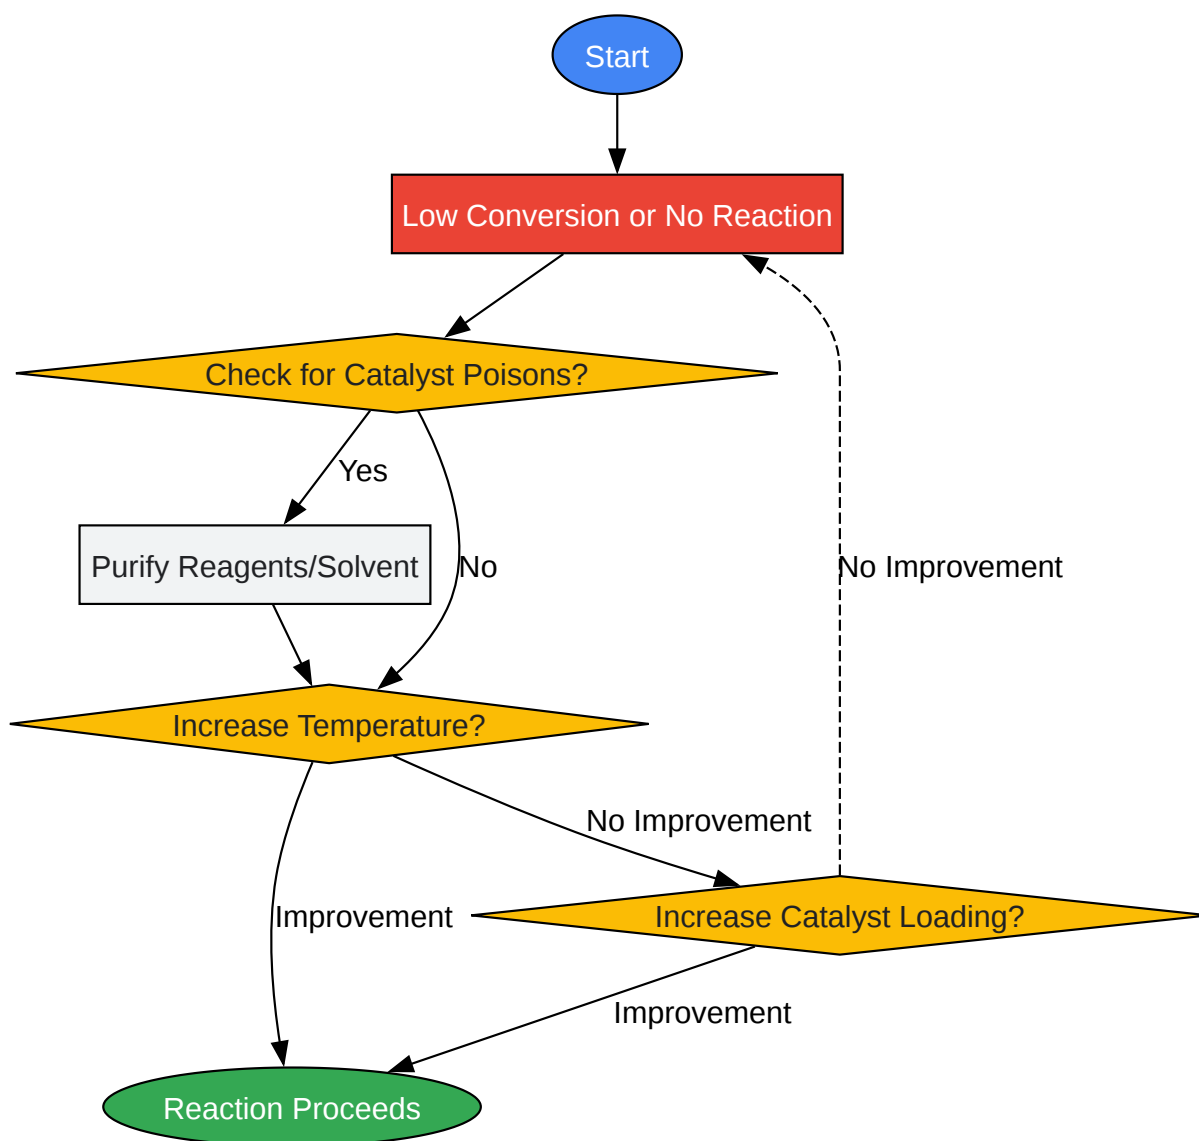 Start
Low Conversion or No Reaction
Check for Catalyst Poisons?
Yes
Purify Reagents/Solvent
No
No Improvement
Increase Temperature?
No Improvement
Improvement
Increase Catalyst Loading?
Improvement
Reaction Proceeds